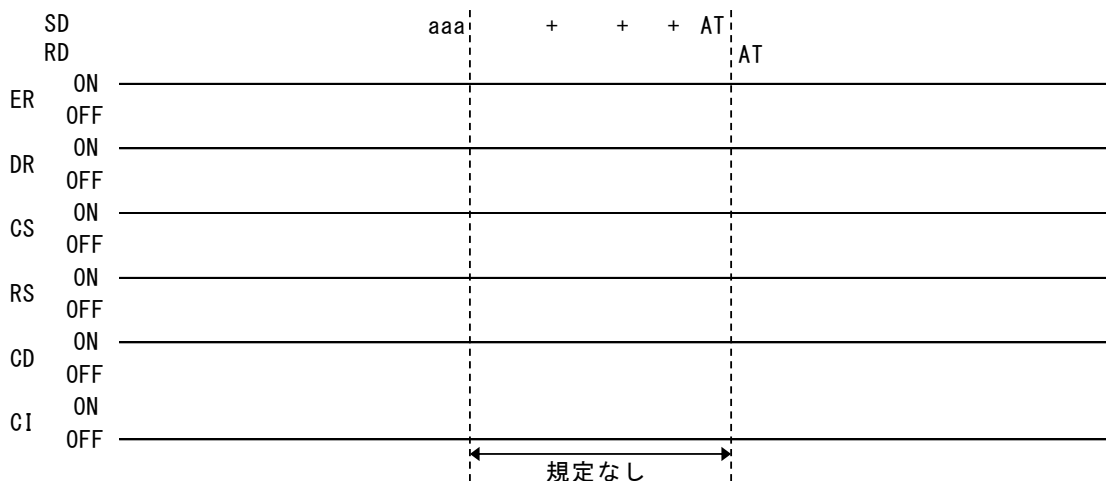 SD aaa + + + AT
RD AT
ER ON
OFF
DR ON
OFF
CS ON
OFF
RS ON
OFF
CD ON
OFF
CI ON
OFF
規定なし